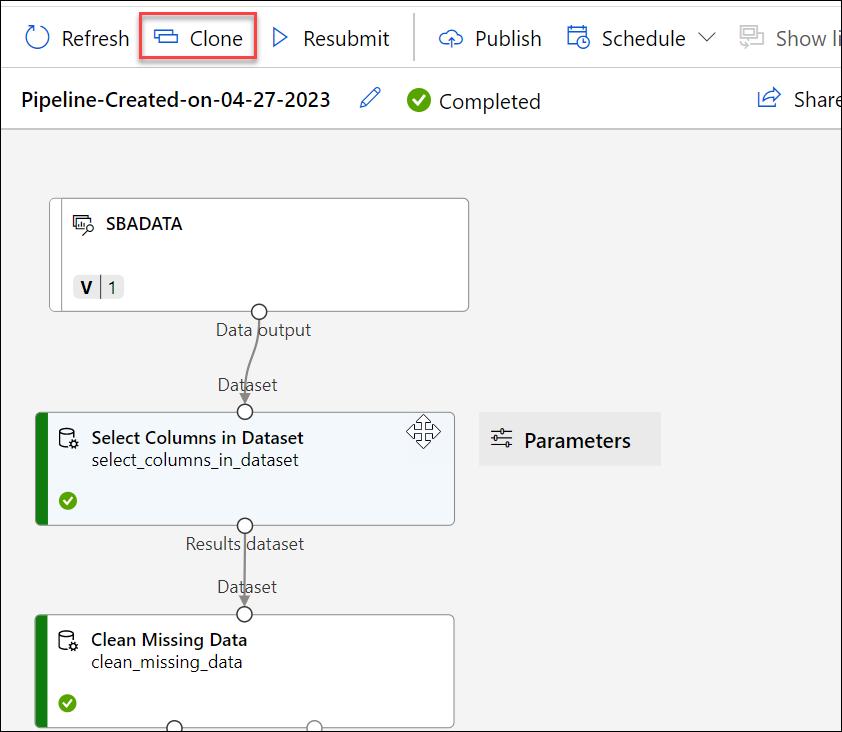 Refresh Clone Resubmit Publish Schedule Show li
Pipeline-Created-on-04-27-2023 Completed Share
SBADATA
V 1
Data output
Dataset
Select Columns in Dataset
select_columns_in_dataset
Parameters
Results dataset
Dataset
Clean Missing Data
clean_missing_data